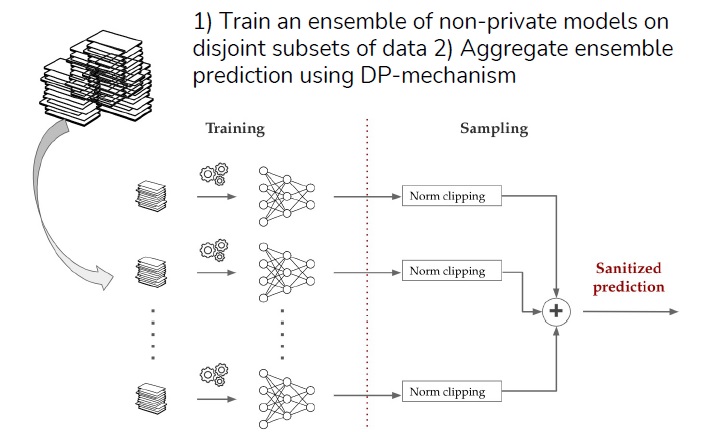 1) Train an ensemble of non-private models on
disjoint subsets of data 2) Aggregate ensemble
prediction using DP-mechanism
Training
Sampling
Norm clipping
Norm clipping
Sanitized
prediction
+
Norm clipping